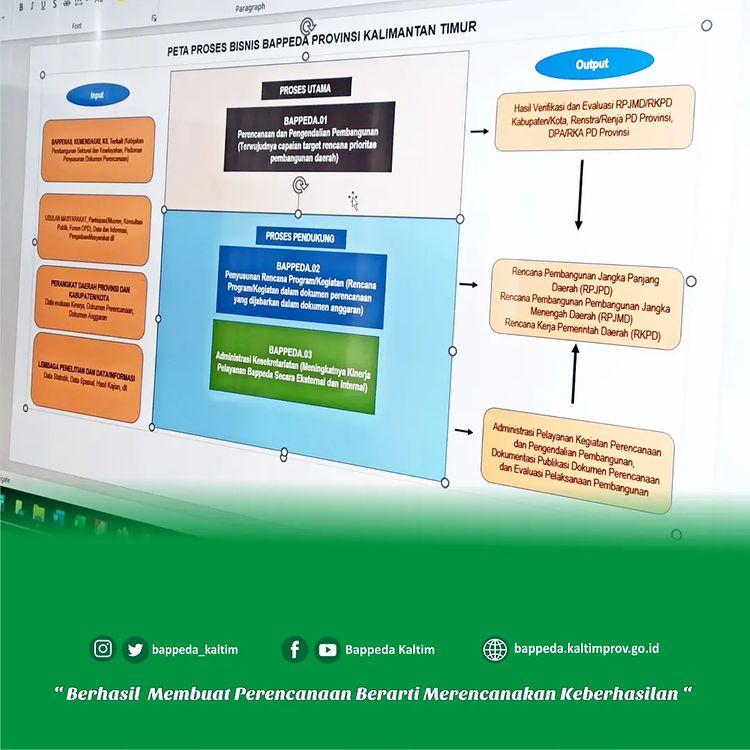 Paragraph
Font
PETA PROSES BISNIS BAPPEDA PROVINSI KALIMANTAN TIMUR
Input
BAPPENAS, KEMENDAGRI, K/L Terkait (Kebijakan
Pembangunan Sektoral dan Kewilayahan, Pedoman
Penyusunan Dokumen Perencanaan)
USULAN MASYARAKAT, Partisipasi(Musren, Konsultasi
Publik, Forum OPD), Data dan Informasi,
PengaduanMasyarakat dll
PERANGKAT DAERAH PROVINSI DAN
KABUPATEN/KOTA
Data evaluasi Kinerja, Dokumen Perencanaan,
Dokumen Anggaran
LEMBAGA PENELITIAN DAN DATA/INFORMASI
Data Statistik, Data Spasial, Hasil Kajian, dll
PROSES UTAMA
BAPPEDA.01
Perencanaan dan Pengendalian Pembangunan
(Terwujudnya capaian target rencana prioritas
pembangunan daerah)
PROSES PENDUKUNG
BAPPEDA.02
Penyusunan Rencana Program/Kegiatan (Rencana
Program/Kegiatan dalam dokumen perencanaan
yang dijabarkan dalam dokumen anggaran)
BAPPEDA.03
Administrasi Kesekretariatan (Meningkatnya Kinerja
Pelayanan Bappeda Secara Eksternal dan Internal)
Output
Hasil Verifikasi dan Evaluasi RPJMD/RKPD
Kabupaten/Kota, Renstra/Renja PD Provinsi,
DPA/RKA PD Provinsi
Rencana Pembangunan Jangka Panjang
Daerah (RPJPD)
Rencana Pembangunan Pembangunan Jangka
Menengah Daerah (RPJMD)
Rencana Kerja Pemerintah Daerah (RKPD)
Administrasi Pelayanan Kegiatan Perencanaan
dan Pengendalian Pembangunan,
Dokumentasi Publikasi Dokumen Perencanaan
dan Evaluasi Pelaksanaan Pembangunan
bappeda_kaltim
Bappeda Kaltim
bappeda.kaltimprov.go.id
“ Berhasil Membuat Perencanaan Berarti Merencanakan Keberhasilan “